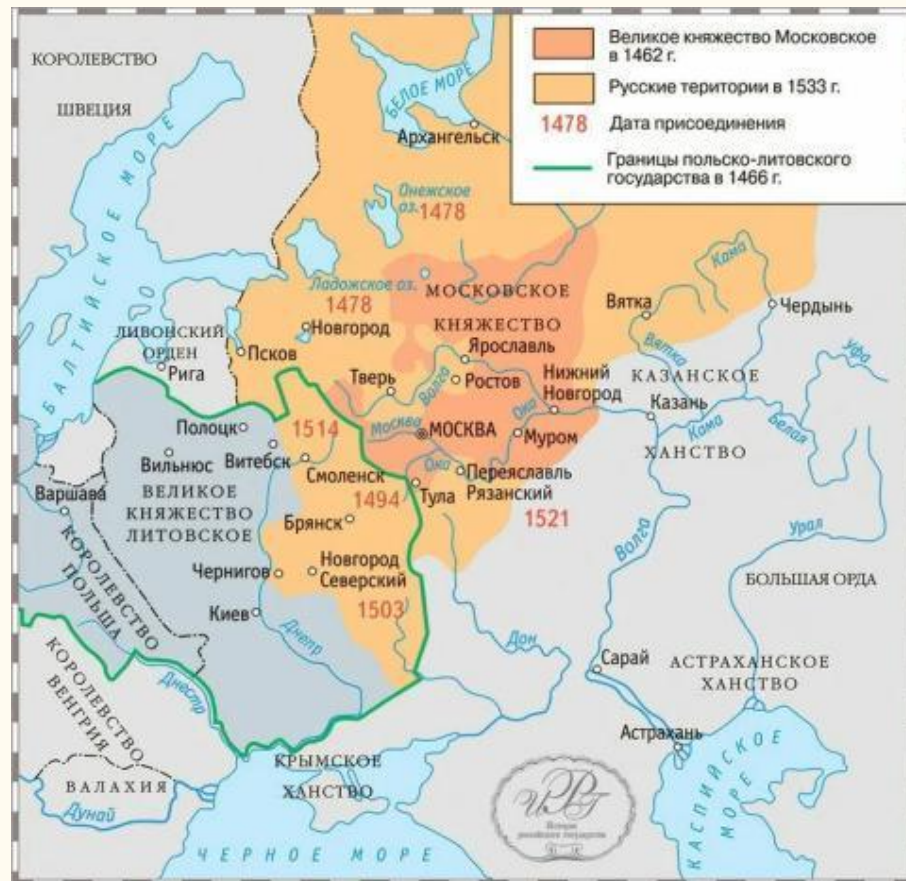 Великое княжество Московское
в 1462 г.
Русские територии в 1533 г.
1478
Дата присоединения
Границы польско-литовского
государства в 1466 г.
КОРОЛЕВСТВО
ШВЕЦИЯ
БЕЛОЕ МОРЕ
Архангельск
БАЛТИЙСКОЕ МОРЕ
Онежское
оз.
1478
Ладожское оз.
1478
Новгород
МОСКОВСКОЕ
КНЯЖЕСТВО
Вятка
Кама
Чердынь
ЛИВОНСКИЙ
ОРДЕН
Рига
Псков
Ярославль
Вятка
Уфа
Тверь
Волга
Ростов
Нижний
Новгород
КАЗАНСКОЕ
ХАНСТВО
Казань
Кама
Белая
Полоцк
1514
Москва
МОСКВА
Ока
Муром
Витебск
Вильнюс
Смоленск
Ока
Переяславль
Рязанский
1521
Варшава
ВЕЛИКОЕ
КНЯЖЕСТВО
ЛИТОВСКОЕ
1494
Тула
Брянск
Волга
Урал
КОРОЛЕВСТВО
ПОЛЬША
Чернигов
Новгород
Северский
1503
БОЛЬШАЯ ОРДА
Киев
Днепр
Дон
Сарай
АСТРАХАНСКОЕ
ХАНСТВО
КОРОЛЕВСТВО
ВЕНГРИЯ
Днестр
Астрахань
КРЫМСКОЕ
ХАНСТВО
ВАЛАХИЯ
Дунай
ЧЕРНОЕ МОРЕ
КАСПИЙСКОЕ
МОРЕ
ИРГ
История
российского государства